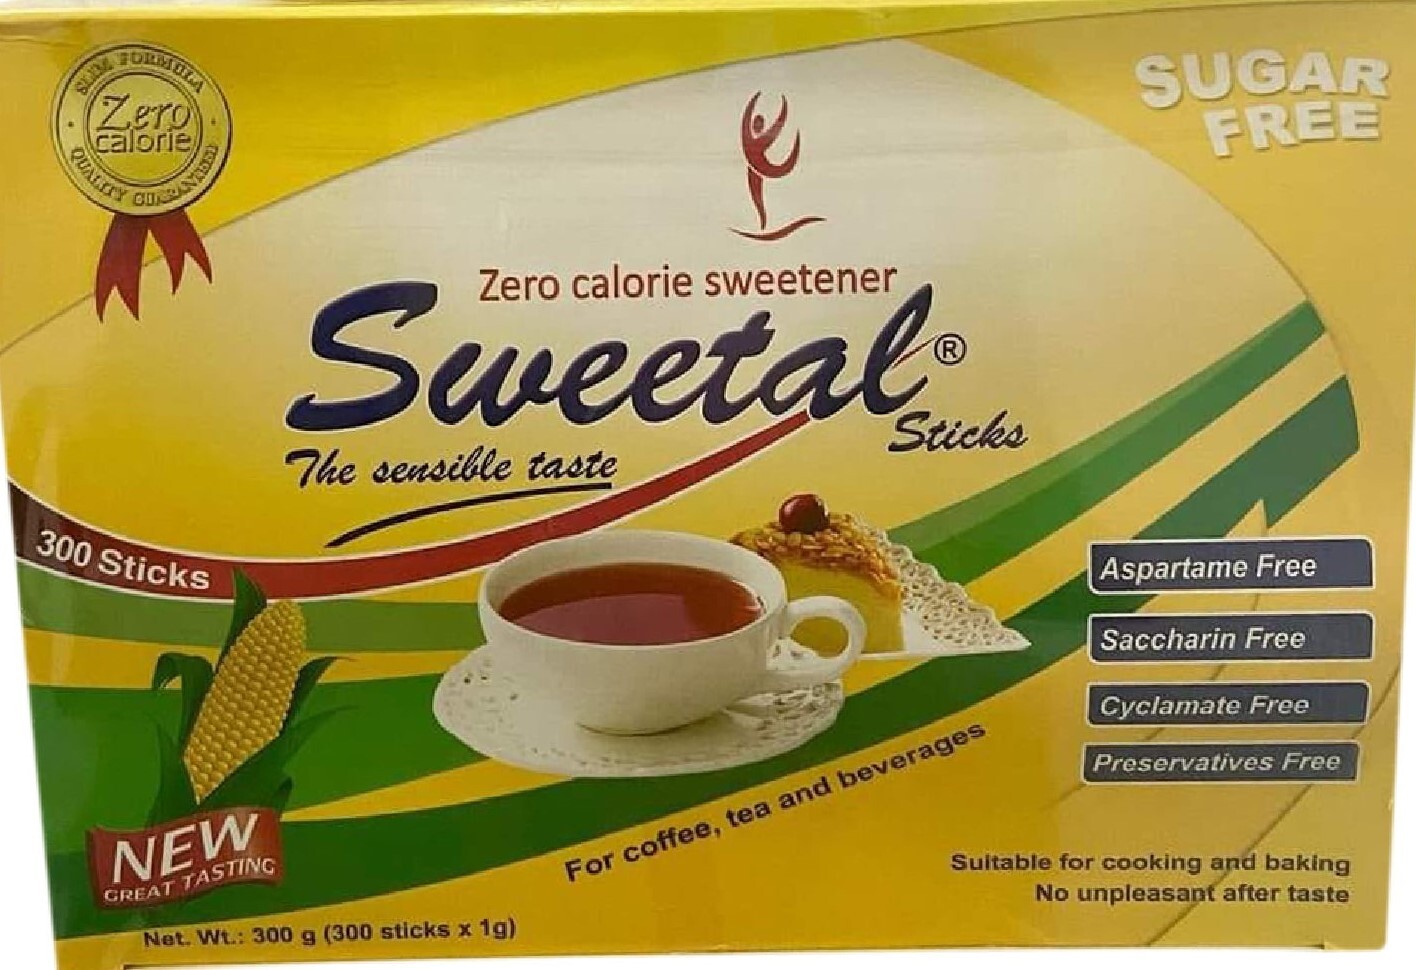 SLIM FORMULA
Zero
calorie
QUALITY GUARANTEED
SUGAR
FREE
Zero calorie sweetener
Sweetal®
Sticks
The sensible taste
300 Sticks
Aspartame Free
Saccharin Free
Cyclamate Free
Preservatives Free
For coffee, tea and beverages
NEW
GREAT TASTING
Suitable for cooking and baking
No unpleasant after taste
Net. Wt.: 300 g (300 sticks x 1g)